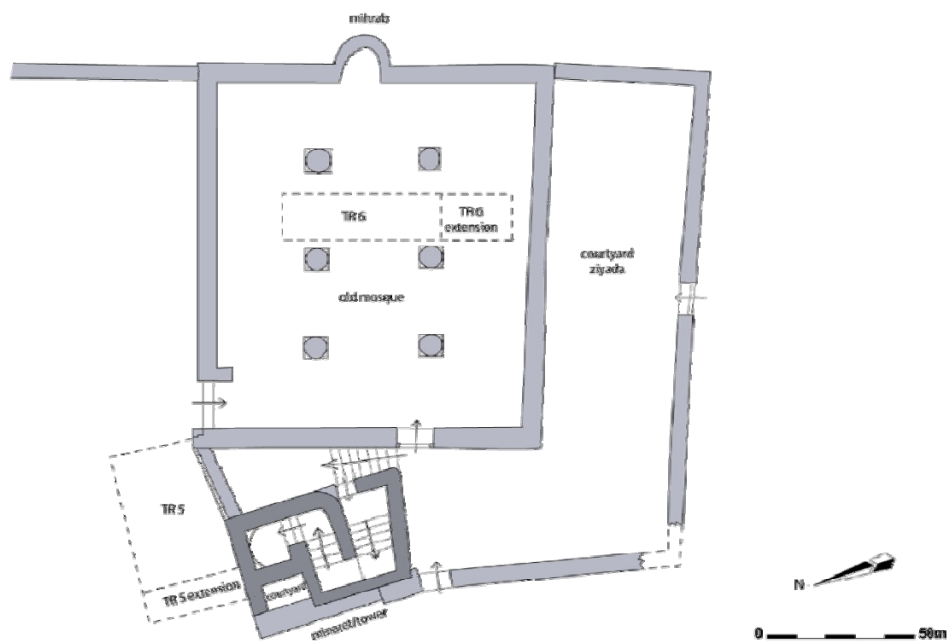 mihrab
TR6
TR6
extension
courtyard
ziyada
old mosque
TR5
TR5 extension
courtyard
minaret/tower
N
0
50m